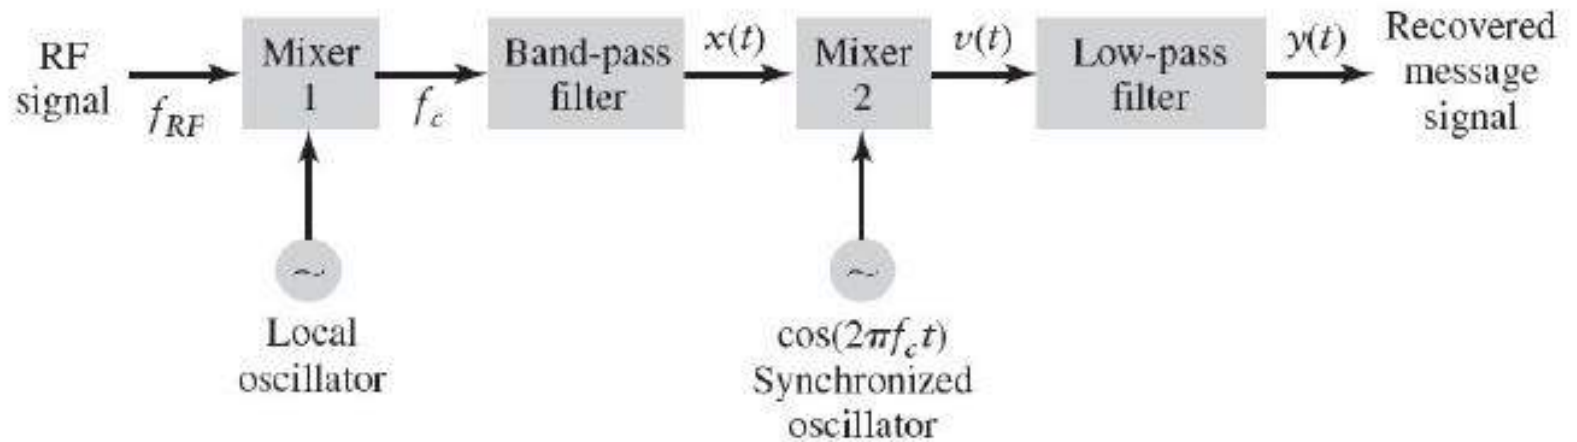 RF
signal
f_RF
Mixer
1
f_c
Band-pass
filter
x(t)
Mixer
2
v(t)
Low-pass
filter
y(t)
Recovered
message
signal
~
Local
oscillator
~
cos(2πf_ct)
Synchronized
oscillator